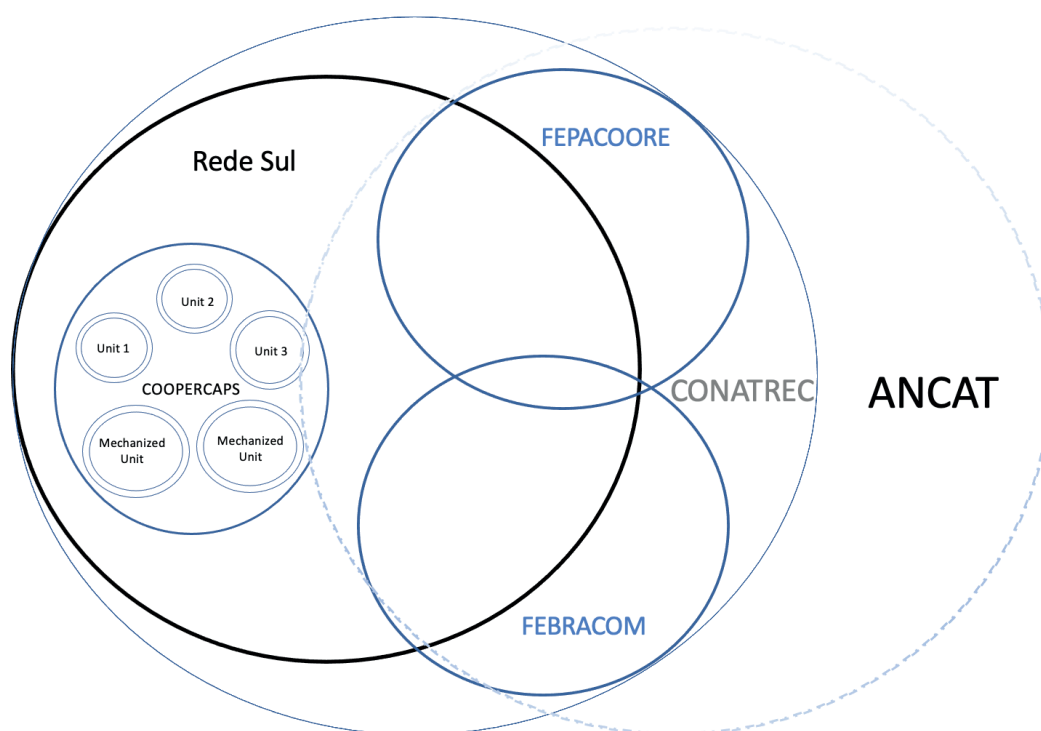 FEPACOORE
Rede Sul
Unit 2
Unit 1
Unit 3
COOPERCAPS
CONATREC
ANCAT
Mechanized
Unit
Mechanized
Unit
FEBRACOM